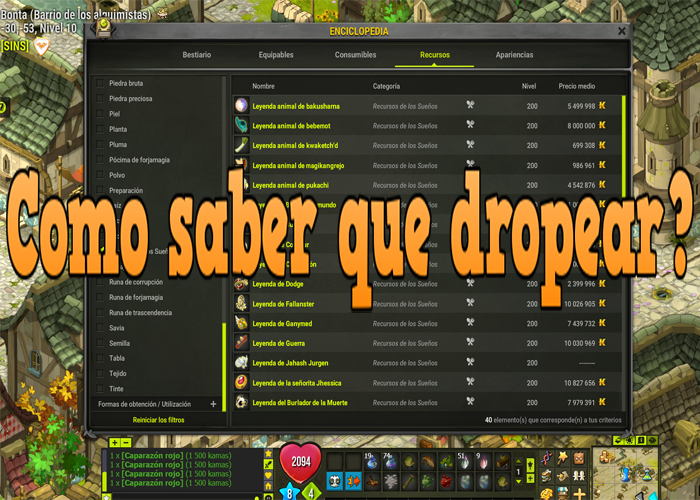 Bonta (Barrio de los alquimistas)
-30, -53, Nivel 10
[SINS]
ENCICLOPEDIA
Bestiario Equipables Consumibles Recursos Apariencias
Piedra bruta
Piedra preciosa
Piel
Planta
Pluma
Pócima de forjamagia
Polvo
Preparación
Runa de corrupción
Runa de forjamagia
Runa de trascendencia
Savia
Semilla
Tabla
Tejido
Tinte
Formas de obtención / Utilización +
Reiniciar los filtros
Nombre Categoría Nivel Precio medio
Leyenda animal de bakusharna Recursos de los Sueños 200 5 499 998 K
Leyenda animal de bebemot Recursos de los Sueños 200 8 000 000 K
Leyenda animal de kwaketch'd Recursos de los Sueños 200 699 308 K
Leyenda animal de magikangrejo Recursos de los Sueños 200 986 961 K
Leyenda animal de pukachi Recursos de los Sueños 200 4 542 876 K
Como saber que dropear?
Leyenda de Dodge Recursos de los Sueños 200 2 399 996 K
Leyenda de Fallanster Recursos de los Sueños 200 10 026 905 K
Leyenda de Ganymed Recursos de los Sueños 200 7 439 732 K
Leyenda de Guerra Recursos de los Sueños 200 10 030 969 K
Leyenda de Jahash Jurgen Recursos de los Sueños 200
Leyenda de la señorita Jhessica Recursos de los Sueños 200 10 827 656 K
Leyenda del Burlador de la Muerte Recursos de los Sueños 200 7 979 391 K
40 elemento(s) que corresponde(n) a tus criterios
1 x [Caparazón rojo] (1 500 kamas)
1 x [Caparazón rojo] (1 500 kamas)
1 x [Caparazón rojo] (1 500 kamas)
1 x [Caparazón rojo] (1 500 kamas)
2094
8 4
19 74 51 9
1